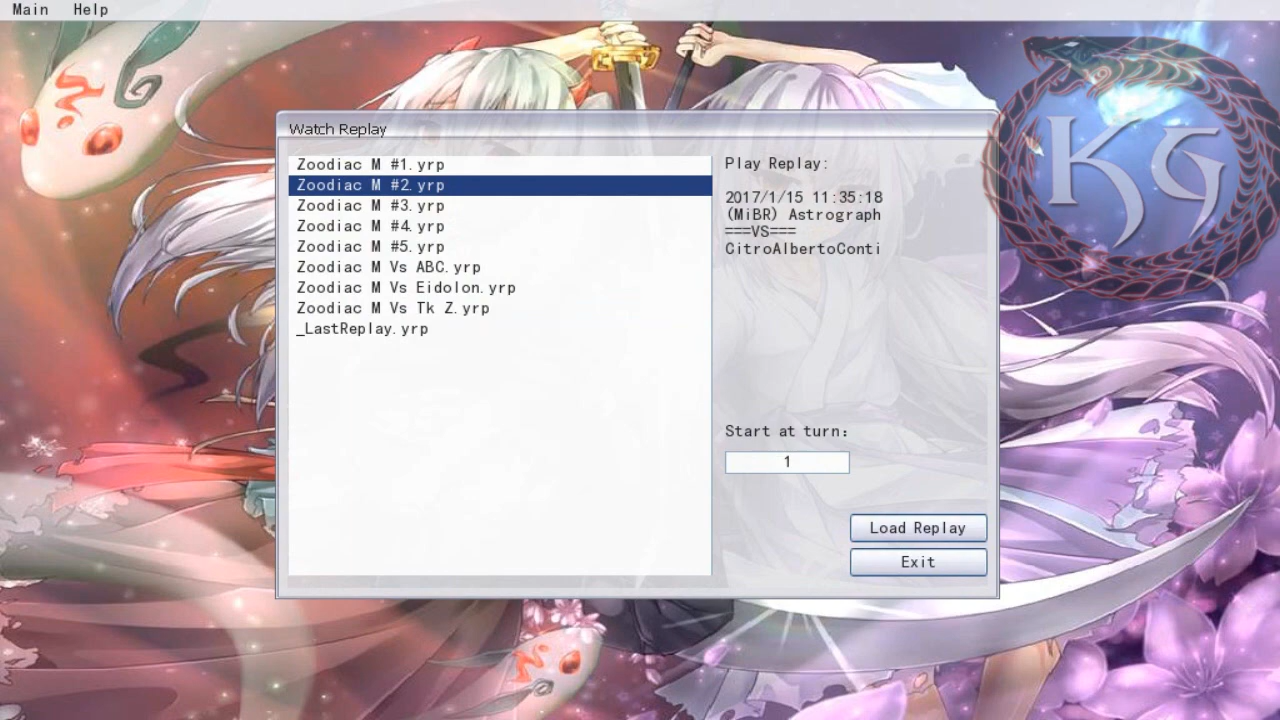 Main Help
KG
Watch Replay
Zoodiac M #1.yrp
Zoodiac M #2.yrp
Zoodiac M #3.yrp
Zoodiac M #4.yrp
Zoodiac M #5.yrp
Zoodiac M Vs ABC.yrp
Zoodiac M Vs Eidolon.yrp
Zoodiac M Vs Tk Z.yrp
_LastReplay.yrp
Play Replay:
2017/1/15 11:35:18
(MiBR) Astrograph
===VS===
CitroAlbertoConti
Start at turn:
1
Load Replay
Exit